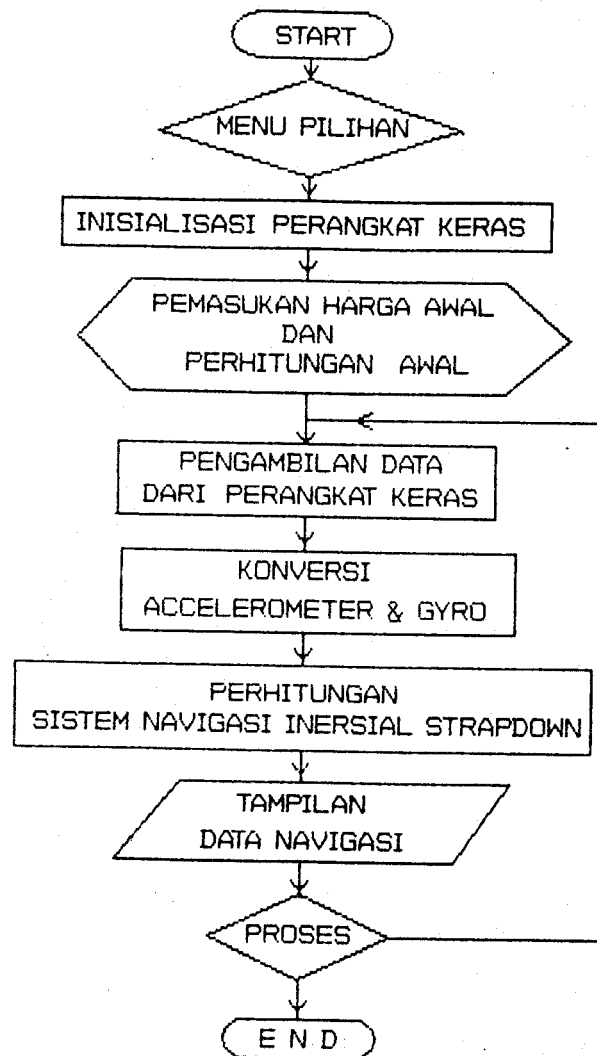 START
MENU PILIHAN
INISIALISASI PERANGKAT KERAS
PEMASUKAN HARGA AWAL
DAN
PERHITUNGAN AWAL
PENGAMBILAN DATA
DARI PERANGKAT KERAS
KONVERSI
ACCELEROMETER & GYRO
PERHITUNGAN
SISTEM NAVIGASI INERSIAL STRAPDOWN
TAMPILAN
DATA NAVIGASI
PROSES
E N D